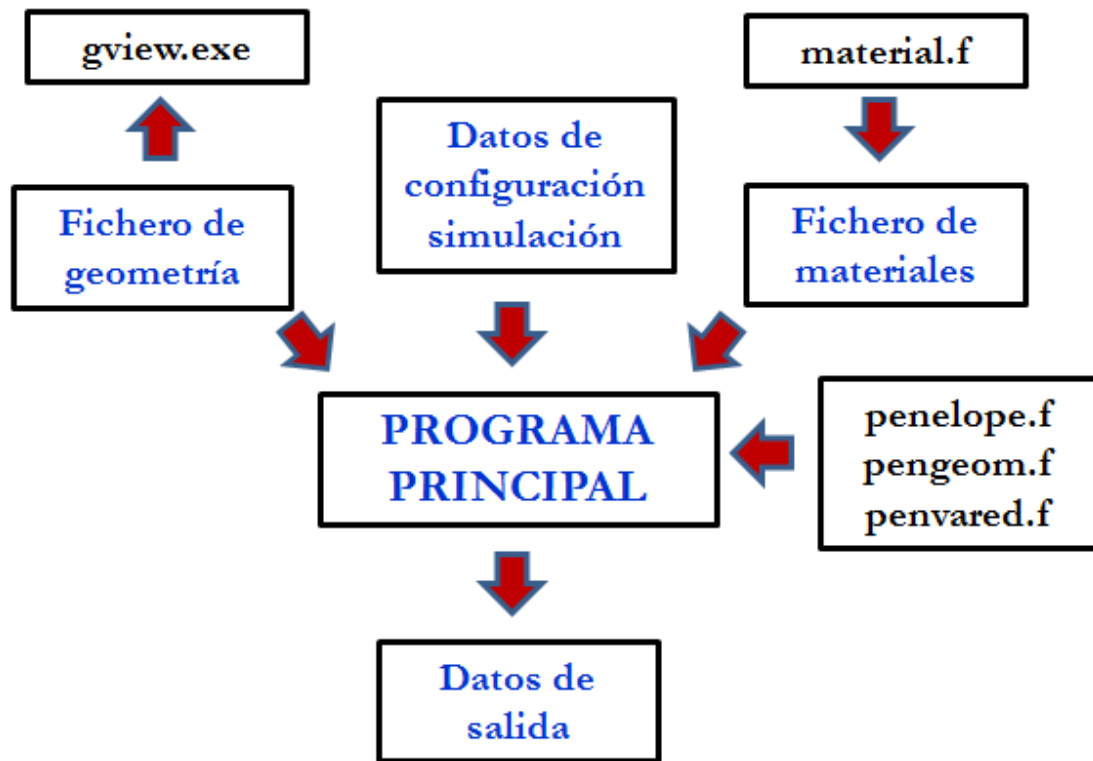 gview.exe
material.f
Datos de
configuración
simulación
Fichero de
geometría
Fichero de
materiales
PROGRAMA
PRINCIPAL
penelope.f
pengeom.f
penvared.f
Datos de
salida